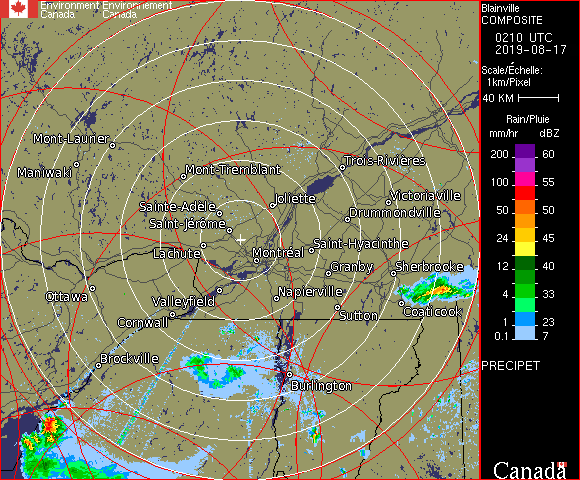 Environment Environnement
Canada Canada
Blainville
COMPOSITE
0210 UTC
2019-08-17
Scale/Échelle:
1km/Pixel
40 KM
Rain/Pluie
mm/hr dBZ
200 60
100 55
50 50
24 45
12 40
4 33
1 23
0.1 7
PRECIPET
Canada
Mont-Laurier
Maniwaki
Mont-Tremblant
Trois-Rivières
Sainte-Adèle
Joliette
Victoriaville
Saint-Jérôme
Drummondville
Lachute
Montréal
Saint-Hyacinthe
Granby
Sherbrooke
Ottawa
Valleyfield
Napierville
Cornwall
Sutton
Coaticook
Brockville
Burlington